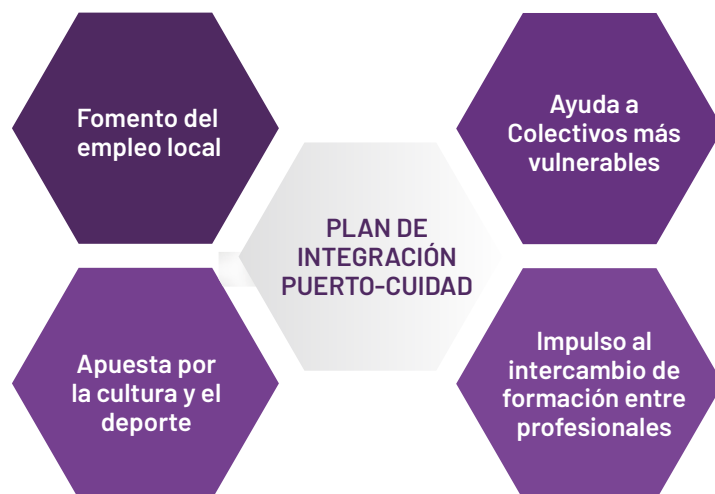 Fomento del
empleo local
Ayuda a
Colectivos más
vulnerables
PLAN DE
INTEGRACIÓN
PUERTO-CUIDAD
Apuesta por
la cultura y el
deporte
Impulso al
intercambio de
formación entre
profesionales